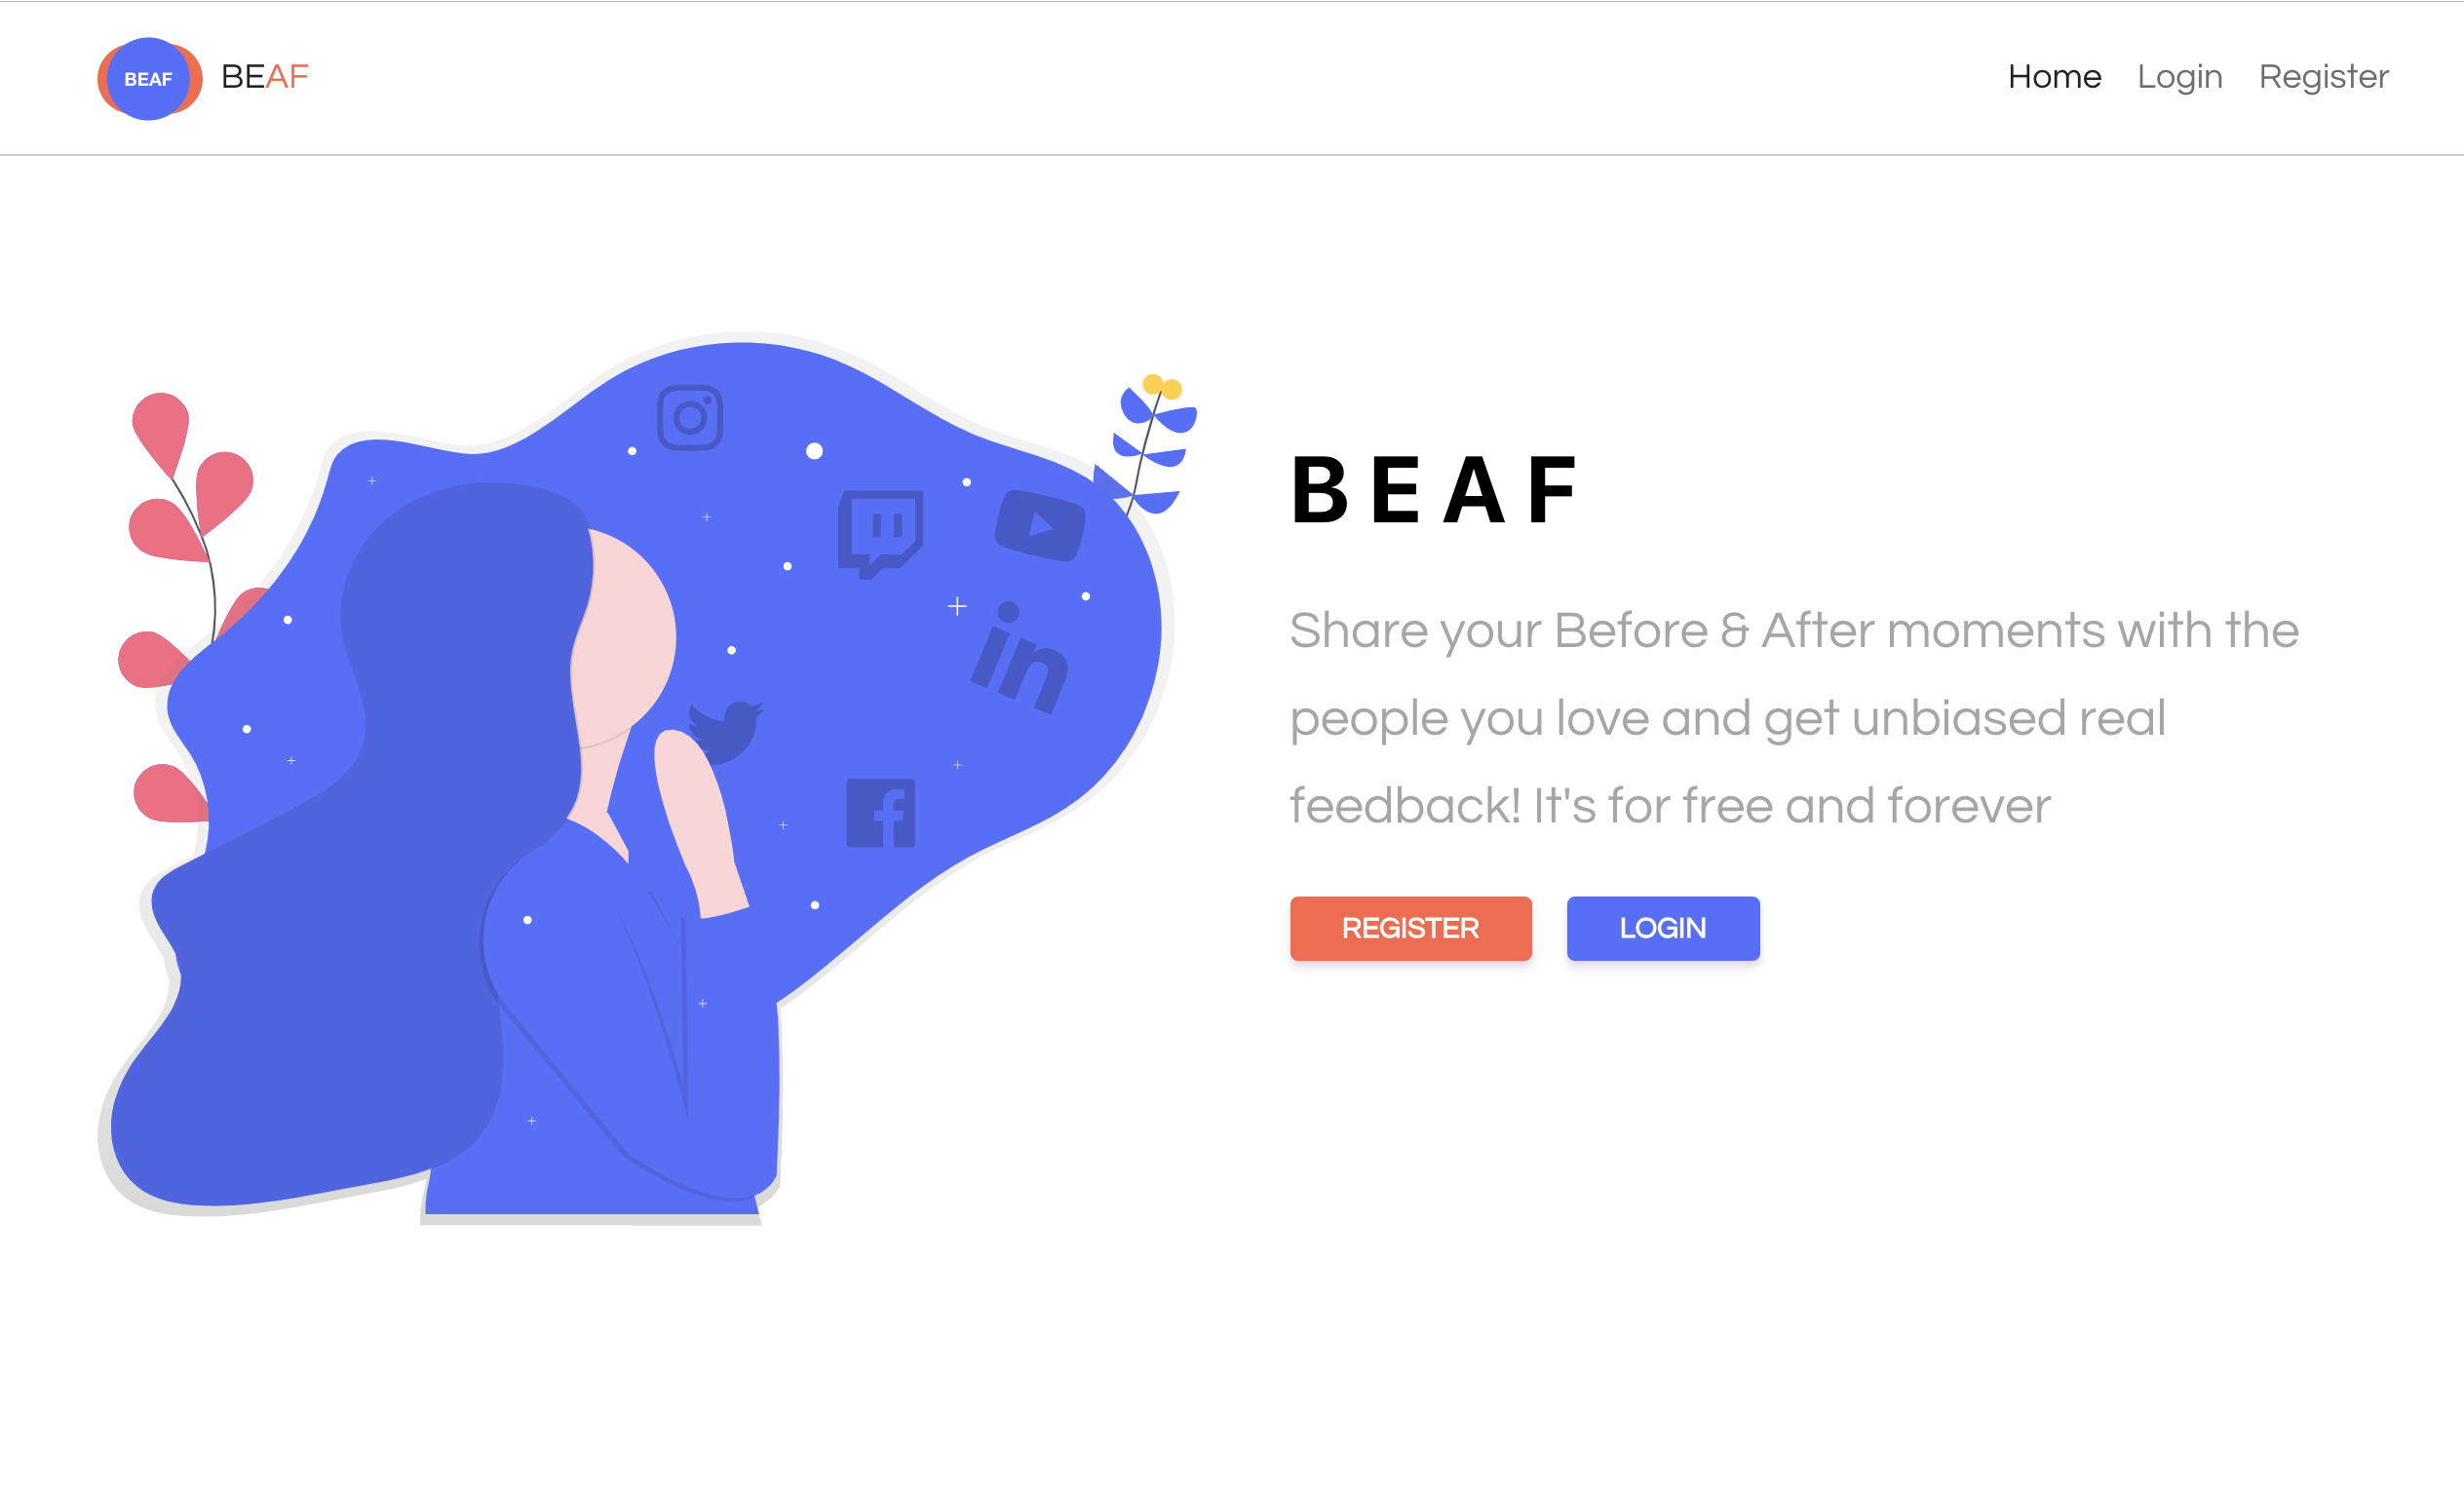 BEAF
BEAF
Home Login Register
BEAF
Share your Before & After moments with the
people you love and get unbiased real
feedback! It's for free and forever
REGISTER LOGIN